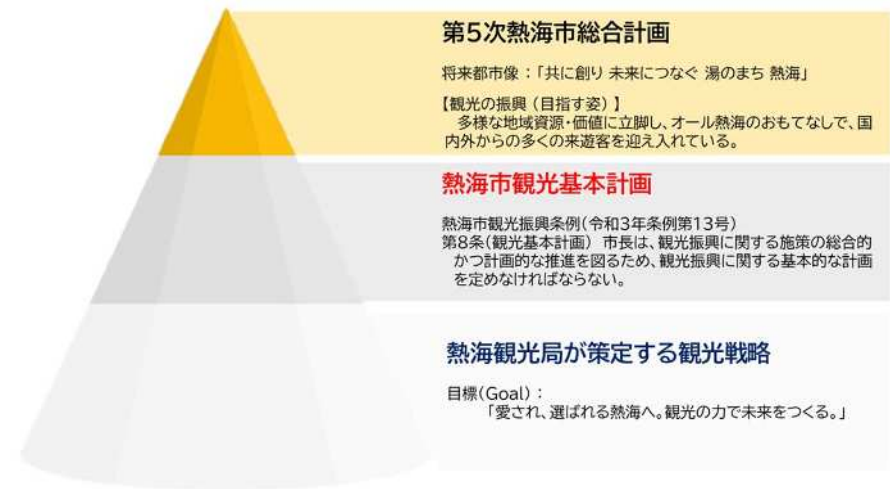 第5次熱海市総合計画
将来都市像：「共に創り 未来につなぐ 湯のまち 熱海」
【観光の振興（目指す姿）】
多様な地域資源・価値に立脚し、オール熱海のおもてなしで、国
内外からの多くの来遊客を迎え入れている。
熱海市観光基本計画
熱海市観光振興条例（令和3年条例第13号）
第8条（観光基本計画） 市長は、観光振興に関する施策の総合的
かつ計画的な推進を図るため、観光振興に関する基本的な計画
を定めなければならない。
熱海観光局が策定する観光戦略
目標（Goal）：
「愛され、選ばれる熱海へ。観光の力で未来をつくる。」